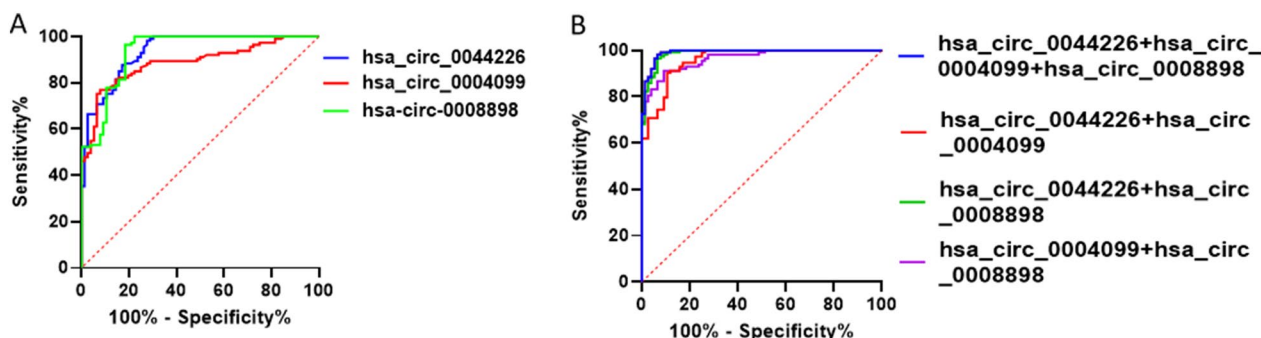 A
100
80
60
40
20
0
Sensitivity%
0 20 40 60 80 100
100% - Specificity%
hsa_circ_0044226
hsa_circ_0004099
hsa-circ-0008898
B
100
80
60
40
20
0
Sensitivity%
0 20 40 60 80 100
100% - Specificity%
hsa_circ_0044226+hsa_circ_
0004099+hsa_circ_0008898
hsa_circ_0044226+hsa_circ
_0004099
hsa_circ_0044226+hsa_circ
_0008898
hsa_circ_0004099+hsa_circ
_0008898